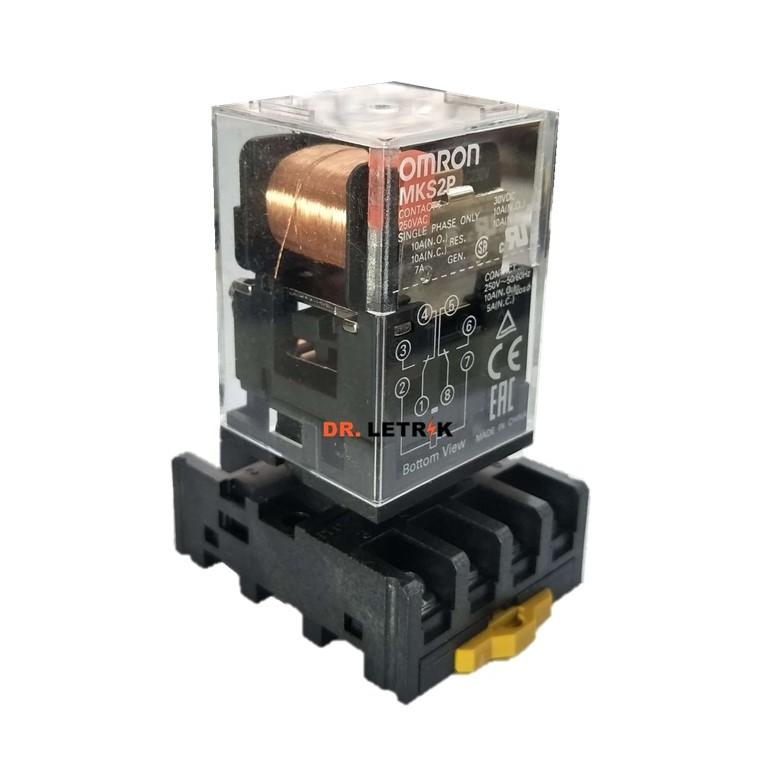 OMRON
MKS2P
CONTACT
250VAC
SINGLE PHASE ONLY
10A(N.O.) RES.
10A(N.C.)
7A GEN.
30VDC
10A(N.O.)
10A(N.
CONTACT
250V~50/60Hz
10A(N.O.)
5A(N.C.)
4 5
3 6
2 7
1 8
CE
EAC
MADE IN CHINA
DR. LETRIK
Bottom View